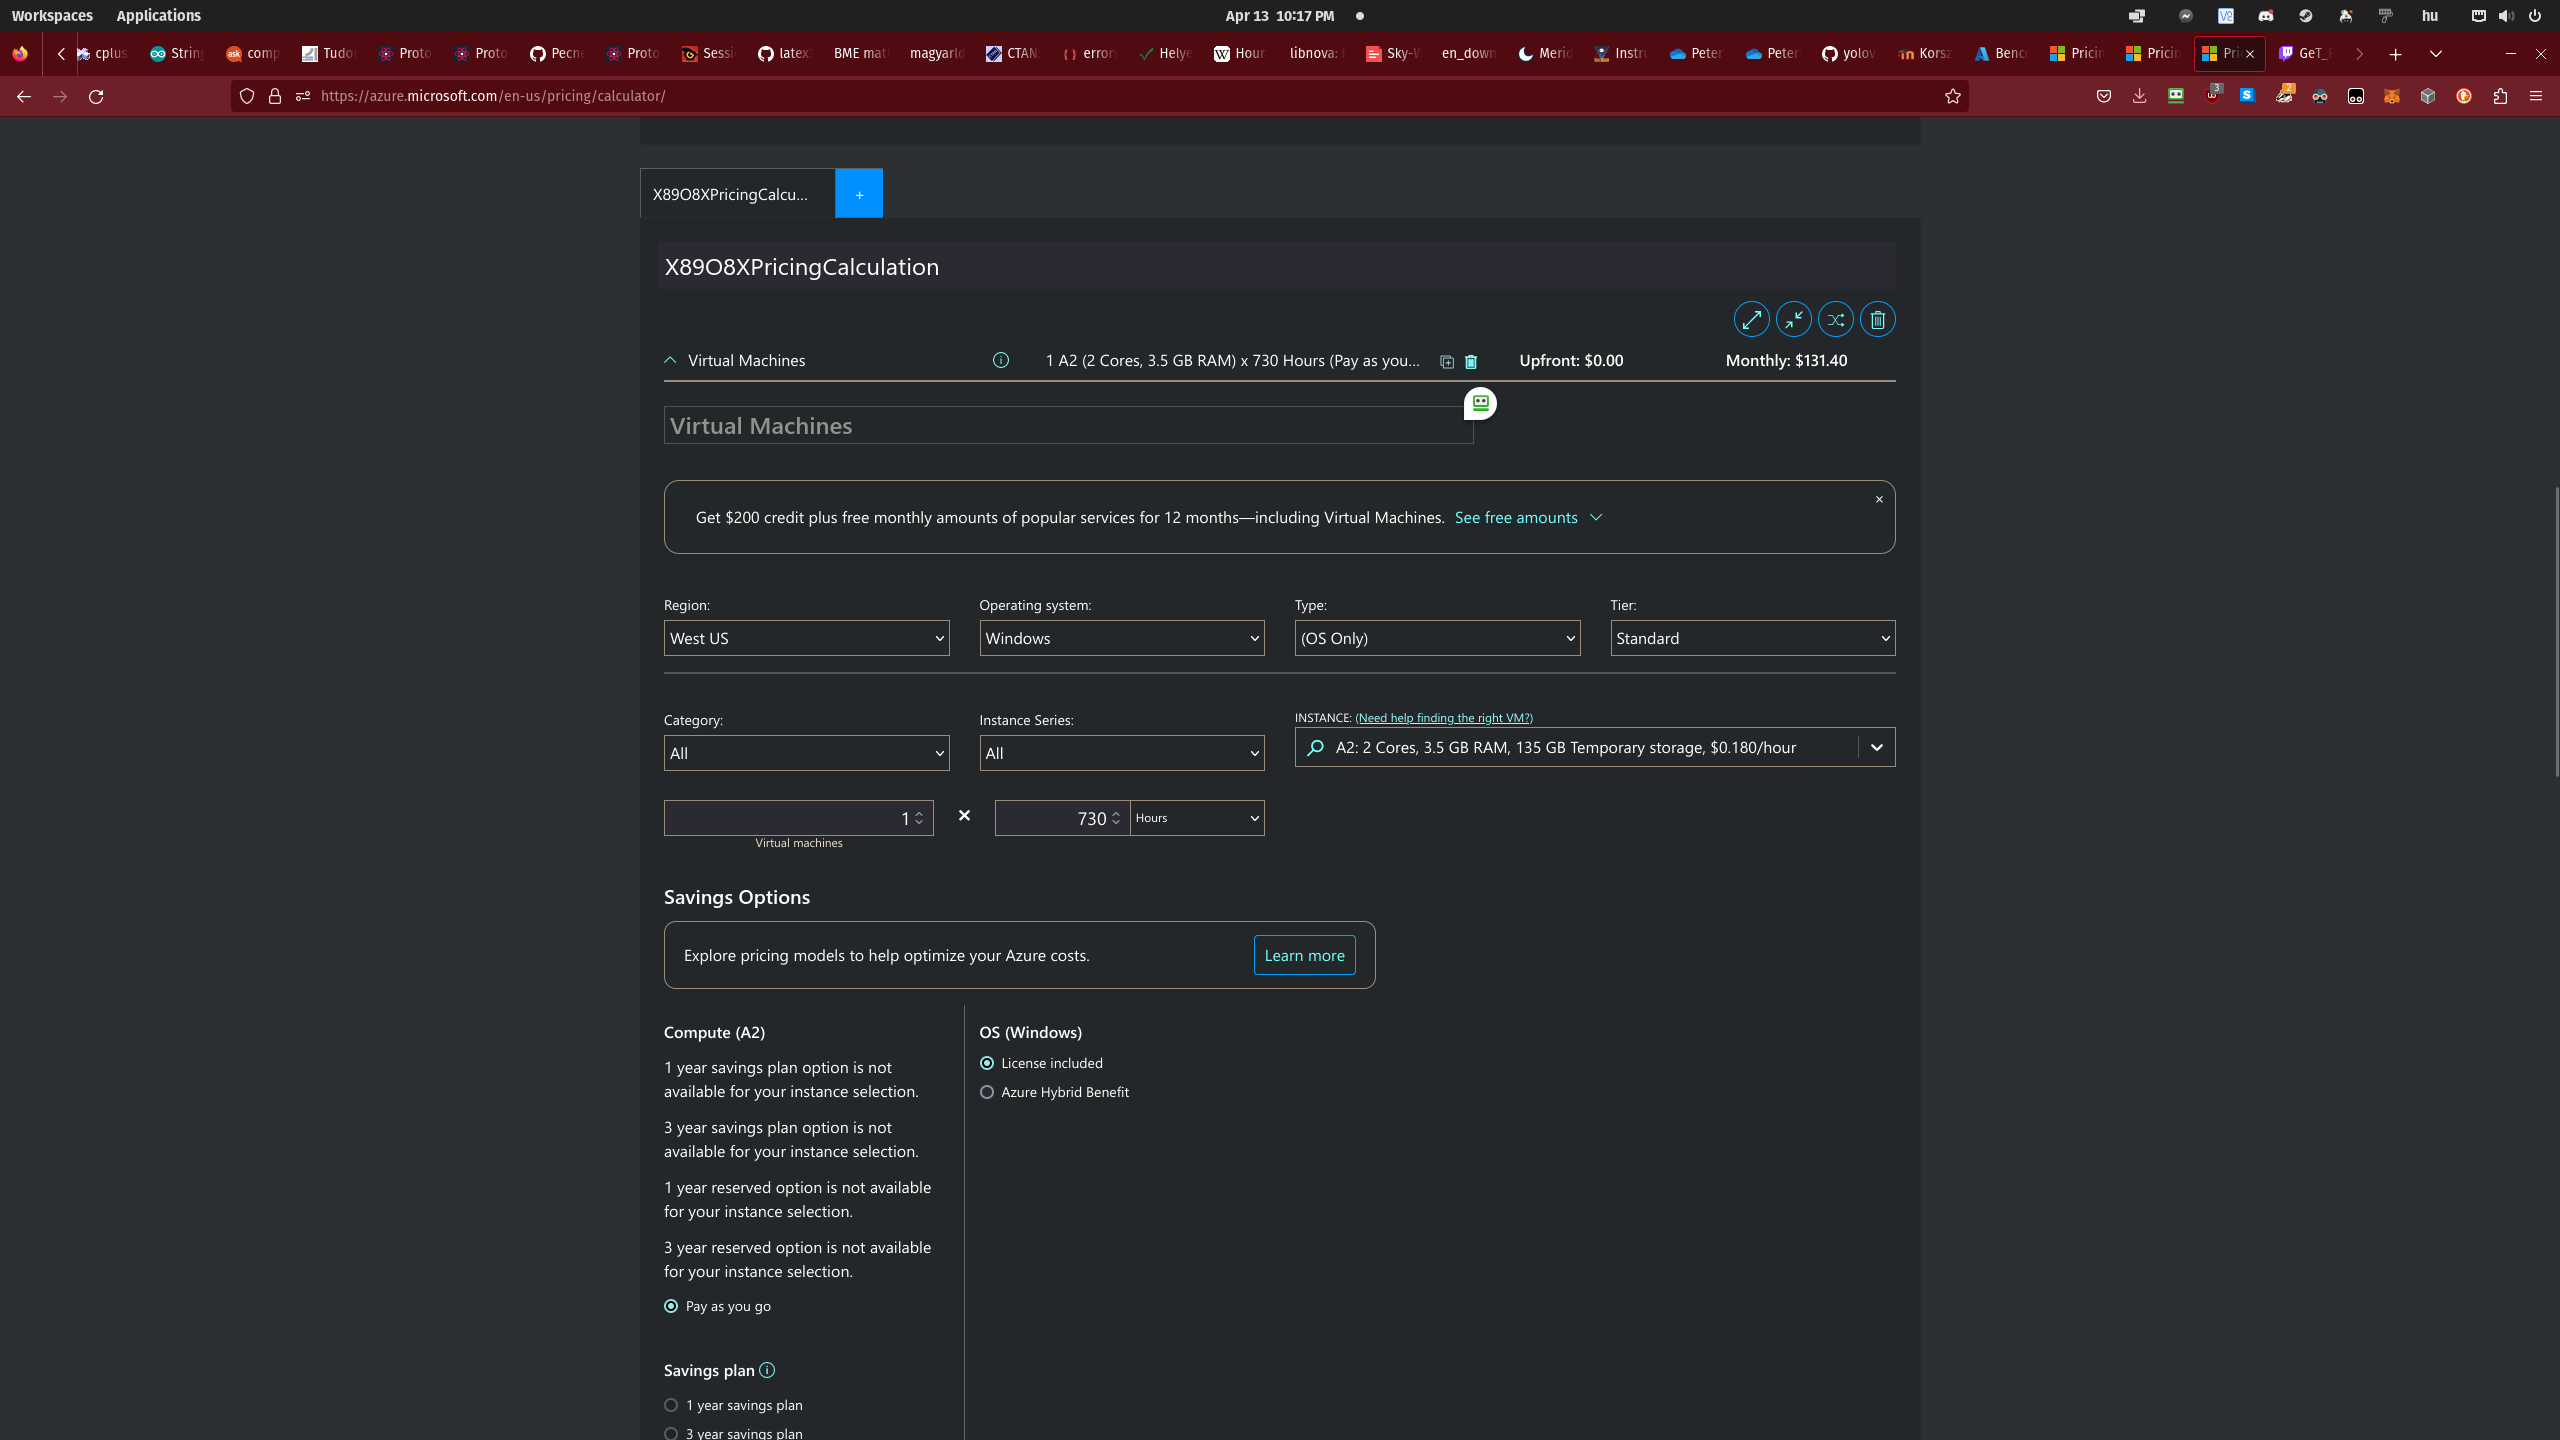 Workspaces Applications Apr 13 10:17 PM hu
cplus String comp Tudo Proto Proto Pecne Proto Sessi latex BME mat magyarld CTAN: errors Helye Hour libnova: Sky-W en_down Merid Instru Peter Peter yolov Korsz Bence Pricin Pricin Pric GeT_
https://azure.microsoft.com/en-us/pricing/calculator/ 3 2
X89O8XPricingCalcu... +
X89O8XPricingCalculation
Virtual Machines 1 A2 (2 Cores, 3.5 GB RAM) x 730 Hours (Pay as you... Upfront: $0.00 Monthly: $131.40
Virtual Machines
Get $200 credit plus free monthly amounts of popular services for 12 months—including Virtual Machines. See free amounts
Region: Operating system: Type: Tier:
West US Windows (OS Only) Standard
Category: Instance Series: INSTANCE: (Need help finding the right VM?)
All All A2: 2 Cores, 3.5 GB RAM, 135 GB Temporary storage, $0.180/hour
1 × 730 Hours
Virtual machines
Savings Options
Explore pricing models to help optimize your Azure costs. Learn more
Compute (A2) OS (Windows)
License included
1 year savings plan option is not
available for your instance selection.
Azure Hybrid Benefit
3 year savings plan option is not
available for your instance selection.
1 year reserved option is not available
for your instance selection.
3 year reserved option is not available
for your instance selection.
Pay as you go
Savings plan
1 year savings plan
3 year savings plan